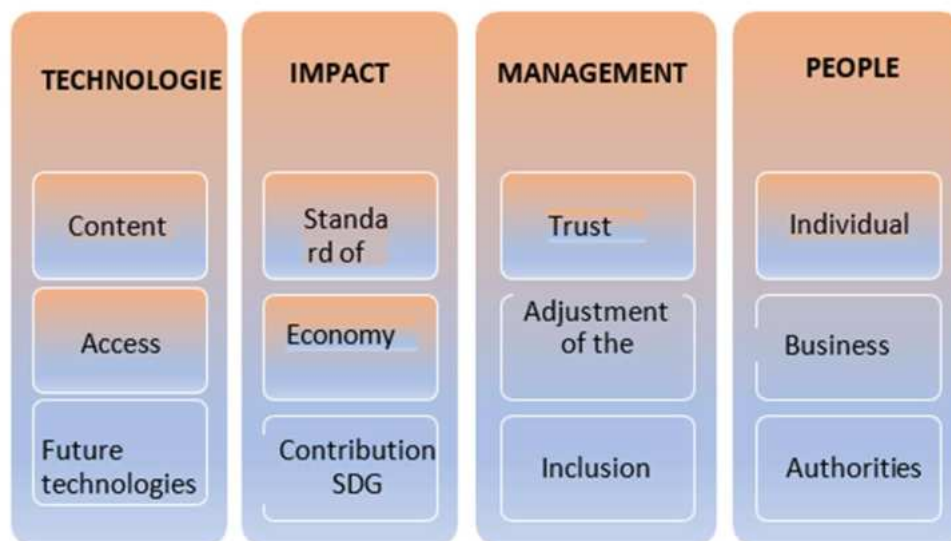 TECHNOLOGIE
Content
Access
Future
technologies
IMPACT
Standa
rd of
Economy
Contribution
SDG
MANAGEMENT
Trust
Adjustment
of the
Inclusion
PEOPLE
Individual
Business
Authorities